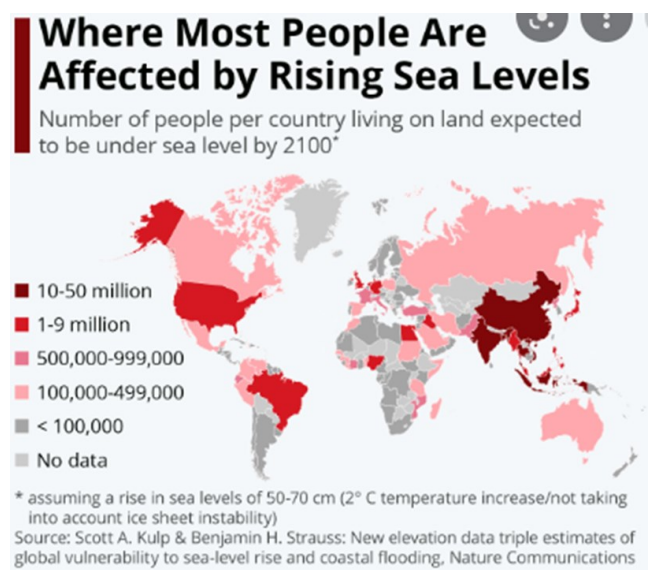 Where Most People Are
Affected by Rising Sea Levels
Number of people per country living on land expected
to be under sea level by 2100*
10-50 million
1-9 million
500,000-999,000
100,000-499,000
< 100,000
No data
* assuming a rise in sea levels of 50-70 cm (2° C temperature increase/not taking
into account ice sheet instability)
Source: Scott A. Kulp & Benjamin H. Strauss: New elevation data triple estimates of
global vulnerability to sea-level rise and coastal flooding, Nature Communications